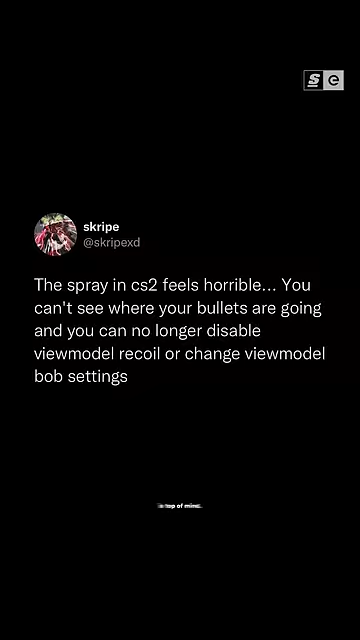 S e
skripe
@skripexd
The spray in cs2 feels horrible... You
can't see where your bullets are going
and you can no longer disable
viewmodel recoil or change viewmodel
bob settings
top of mind.